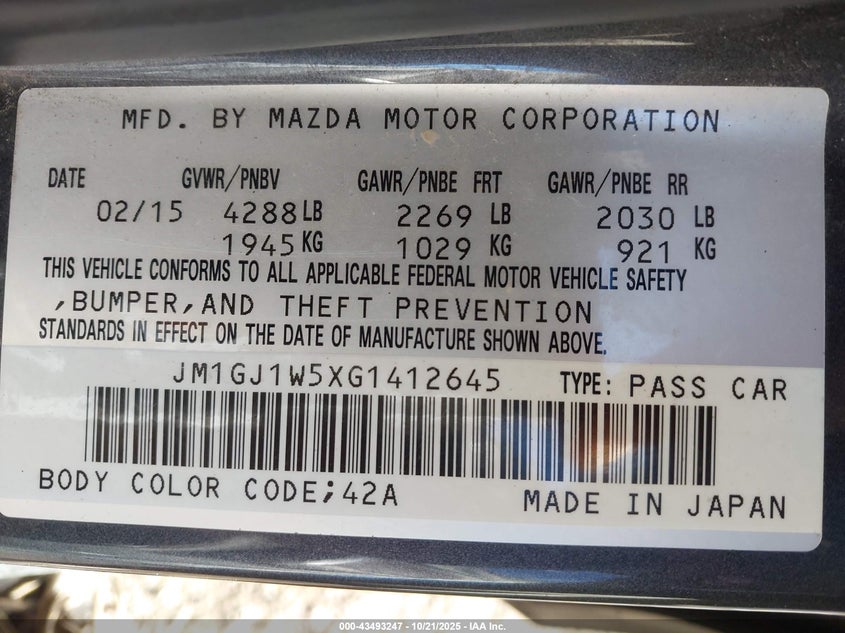 MFD. BY MAZDA MOTOR CORPORATION
DATE GVWR/PNBV GAWR/PNBE FRT GAWR/PNBE RR
02/15 4288 LB 2269 LB 2030 LB
1945 KG 1029 KG 921 KG
THIS VEHICLE CONFORMS TO ALL APPLICABLE FEDERAL MOTOR VEHICLE SAFETY
,BUMPER,AND THEFT PREVENTION
STANDARDS IN EFFECT ON THE DATE OF MANUFACTURE SHOWN ABOVE.
JM1GJ1W5XG1412645 TYPE: PASS CAR
BODY COLOR CODE;42A MADE IN JAPAN
000-43493247 - 10/21/2025 - IAA Inc.